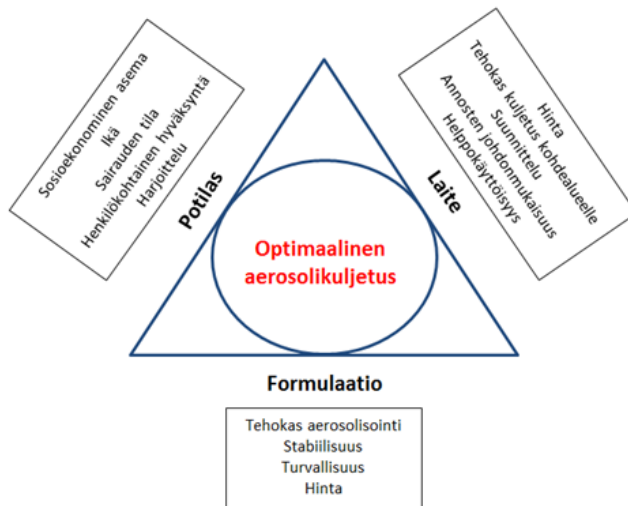 Sosioekonominen asema
Ikä
Sairauden tila
Henkilökohtainen hyväksyntä
Harjoittelu
Potilas
Hinta
Tehokas kuljetus kohdealueelle
Suunnittelu
Annosten johdonmukaisuus
Helppokäyttöisyys
Laite
Optimaalinen
aerosolikuljetus
Formulaatio
Tehokas aerosolisointi
Stabiilisuus
Turvallisuus
Hinta